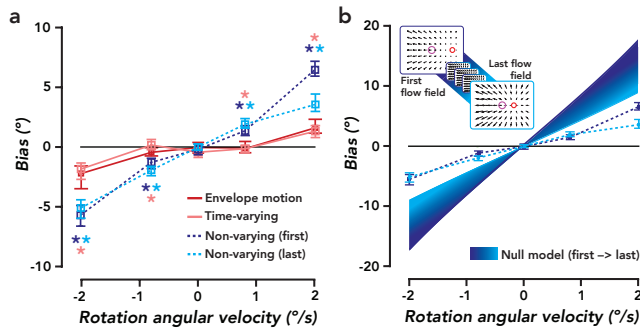 a
10
5
0
-5
-10
Bias (°)
-2
-1
0
1
2
Rotation angular velocity (°/s)
* ** * ** * ** ** *
Envelope motion
Time-varying
Non-varying (first)
Non-varying (last)
b
20
10
0
-10
-20
Bias (°)
-2
-1
0
1
2
Rotation angular velocity (°/s)
First
flow field
Last flow
field
Null model (first –> last)